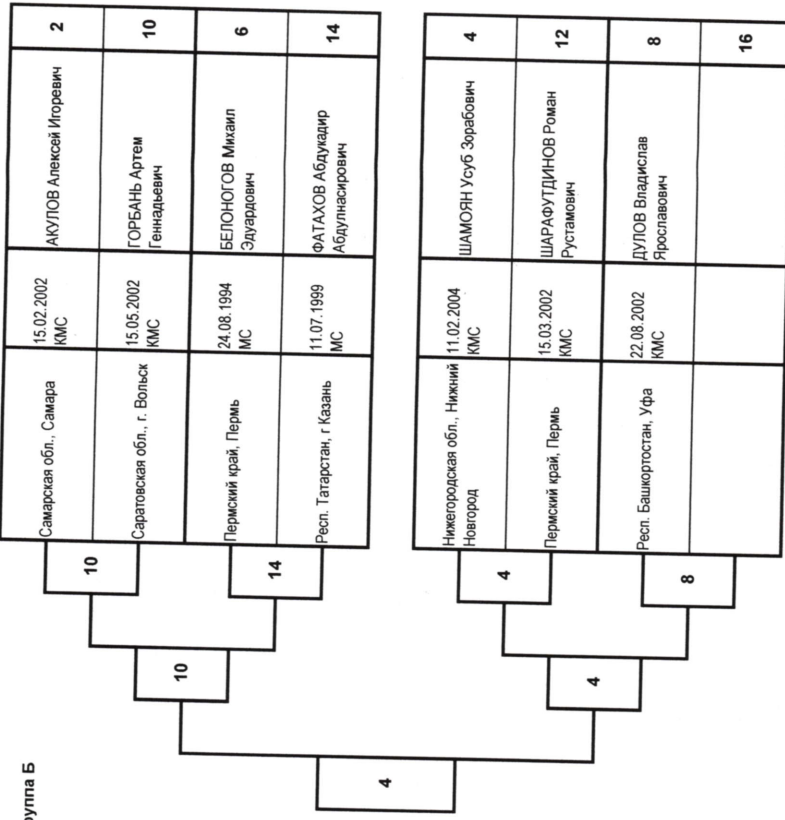 руппа Б
Самарская обл., Самара
15.02.2002
КМС
АКУЛОВ Алексей Игоревич
2
10
Саратовская обл., г. Вольск
15.05.2002
КМС
ГОРБАНЬ Артем
Геннадьевич
10
10
Пермский край, Пермь
24.08.1994
МС
БЕЛОНОГОВ Михаил
Эдуардович
6
14
Респ. Татарстан, г Казань
11.07.1999
МС
ФАТАХОВ Абдукадир
Абдулнасирович
14
4
Нижегородская обл., Нижний
Новгород
11.02.2004
КМС
ШАМОЯН Усуб Зорабович
4
4
Пермский край, Пермь
15.03.2002
КМС
ШАРАФУТДИНОВ Роман
Рустамович
12
4
Респ. Башкортостан, Уфа
22.08.2002
КМС
ДУЛОВ Владислав
Ярославович
8
8
16